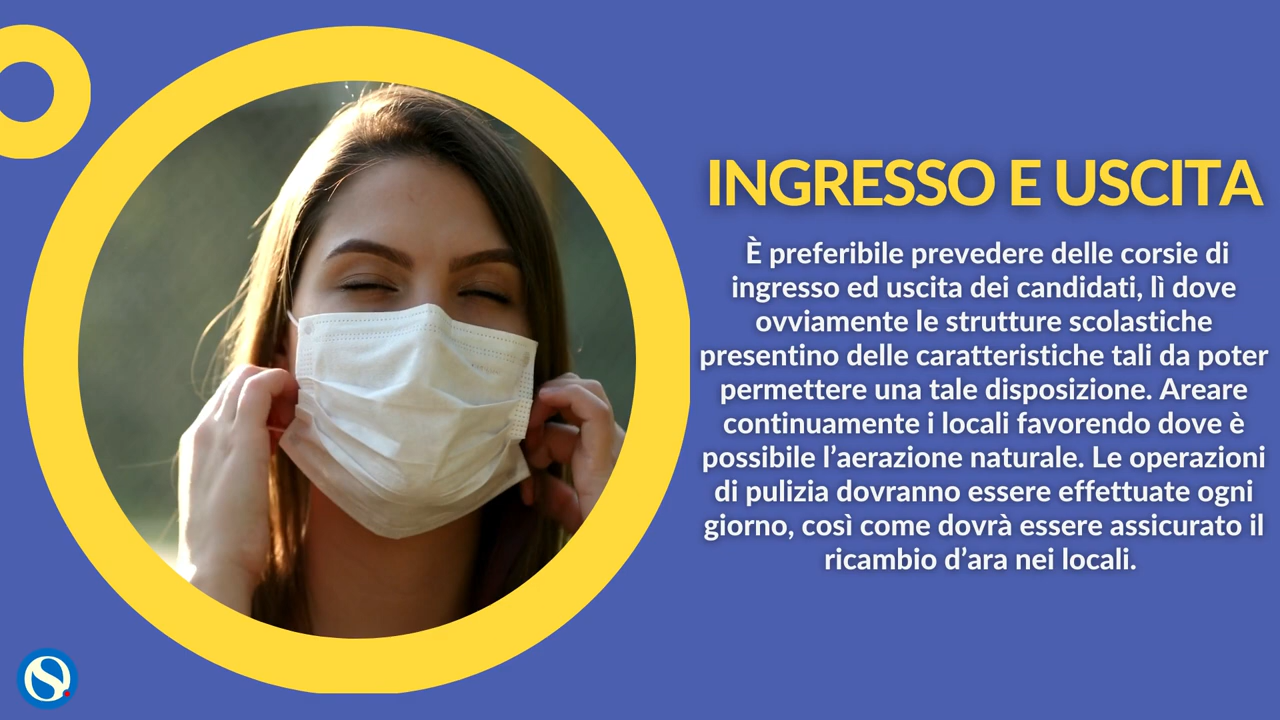 INGRESSO E USCITA
È preferibile prevedere delle corsie di
ingresso ed uscita dei candidati, lì dove
ovviamente le strutture scolastiche
presentino delle caratteristiche tali da poter
permettere una tale disposizione. Areare
continuamente i locali favorendo dove è
possibile l’aerazione naturale. Le operazioni
di pulizia dovranno essere effettuate ogni
giorno, così come dovrà essere assicurato il
ricambio d’ara nei locali.
S